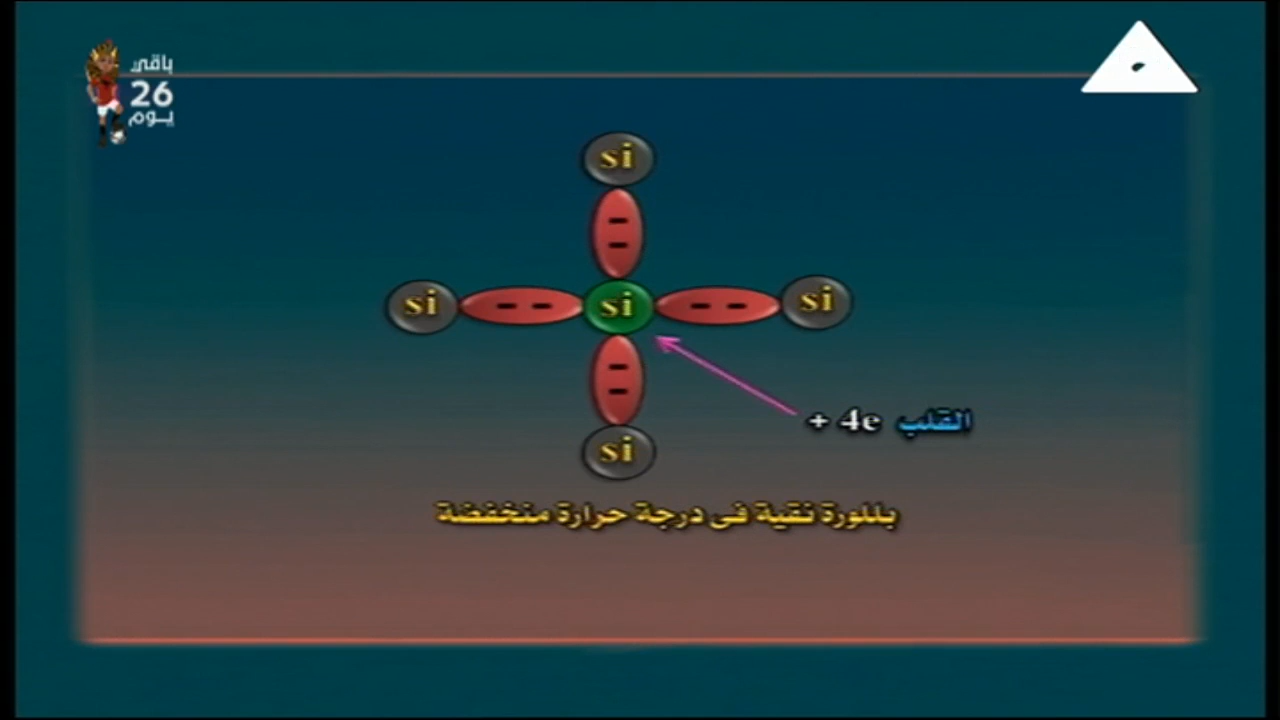 باقي
26
يوم
si
si si si
القلب + 4e
si
بللورة نقية فى درجة حرارة منخفضة